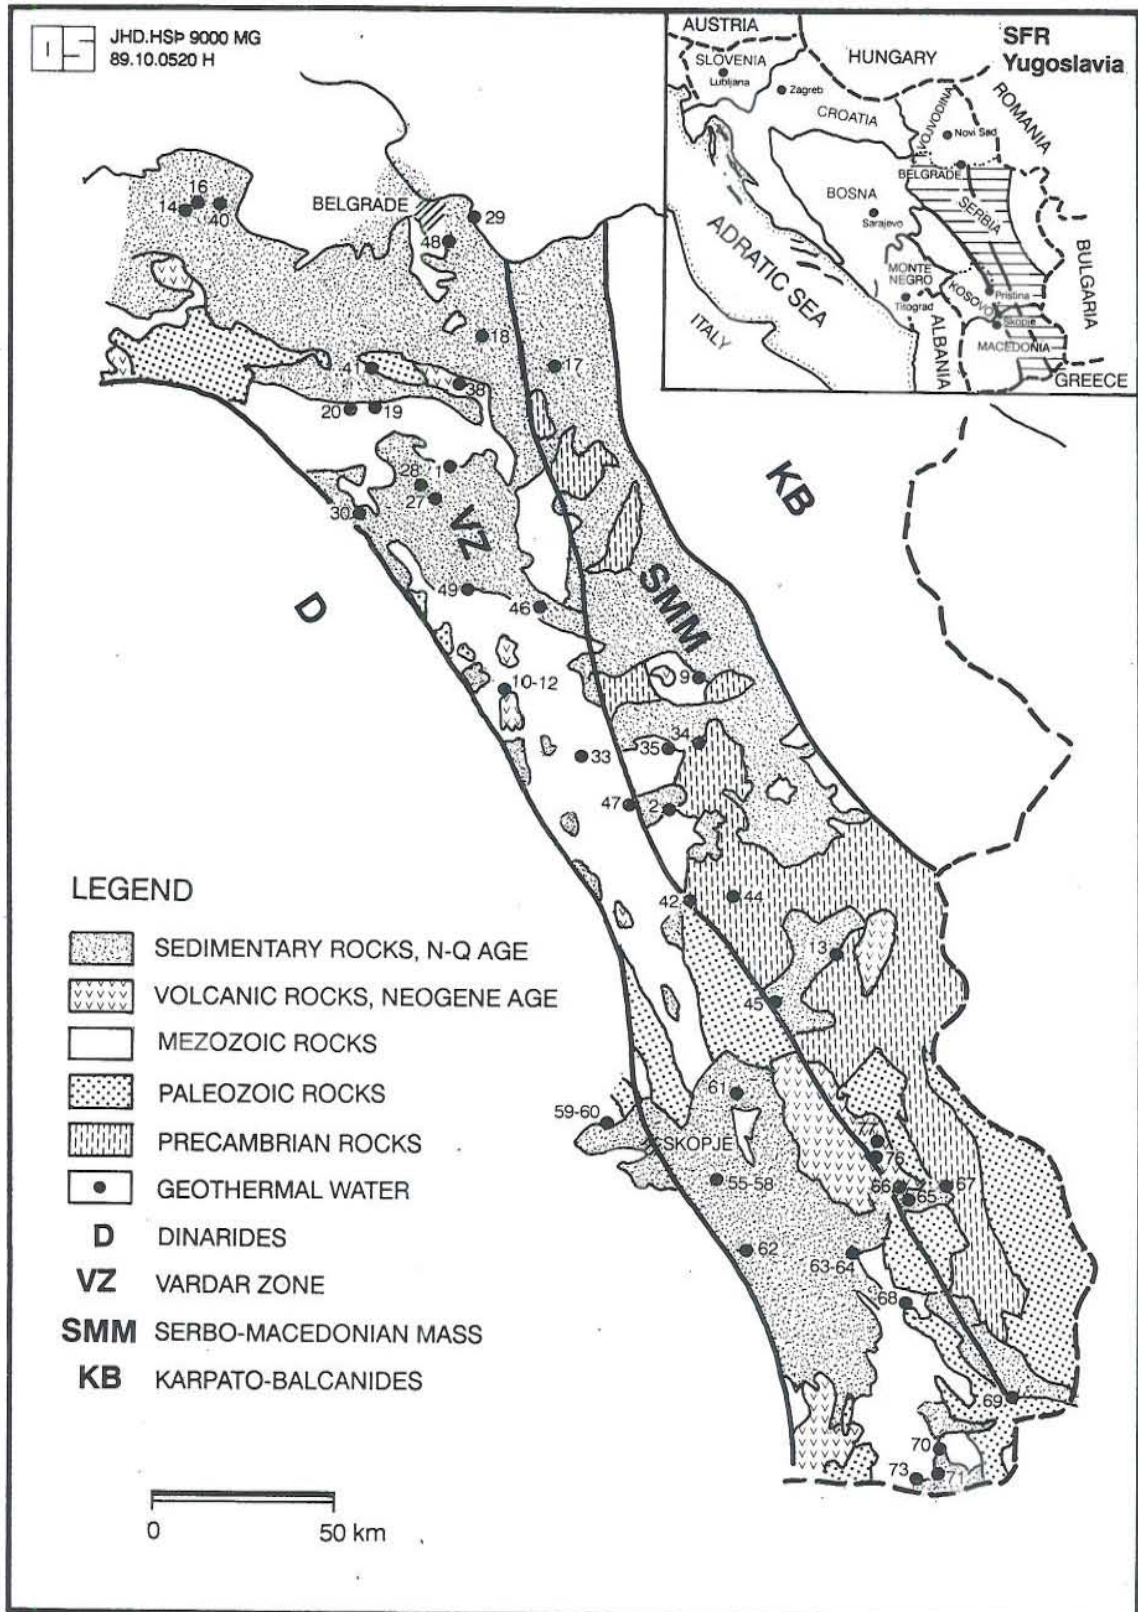 JHD.HSÞ 9000 MG
89.10.0520 H
AUSTRIA
SLOVENIA
Lubljana
HUNGARY
SFR
Yugoslavia
Zagreb
CROATIA
VOJVODINA
Novi Sad
ROMANIA
BELGRADE
BOSNA
Sarajevo
SERBIA
ADRATIC SEA
MONTE
NEGRO
Titograd
KOSOVO
Pristina
Skopje
MACEDONIA
BULGARIA
ITALY
ALBANIA
GREECE
16
14
40
BELGRADE
29
48
18
17
41
38
20
19
KB
28
1
27
30
VZ
49
46
SMM
D
9
10-12
34
35
33
47
2
44
42
13
45
61
59-60
SKOPJE
77
76
55-58
66
65
67
62
63-64
68
69
70
73
71
LEGEND
SEDIMENTARY ROCKS, N-Q AGE
VOLCANIC ROCKS, NEOGENE AGE
MEZOZOIC ROCKS
PALEOZOIC ROCKS
PRECAMBRIAN ROCKS
GEOTHERMAL WATER
D DINARIDES
VZ VARDAR ZONE
SMM SERBO-MACEDONIAN MASS
KB KARPATO-BALCANIDES
0 50 km